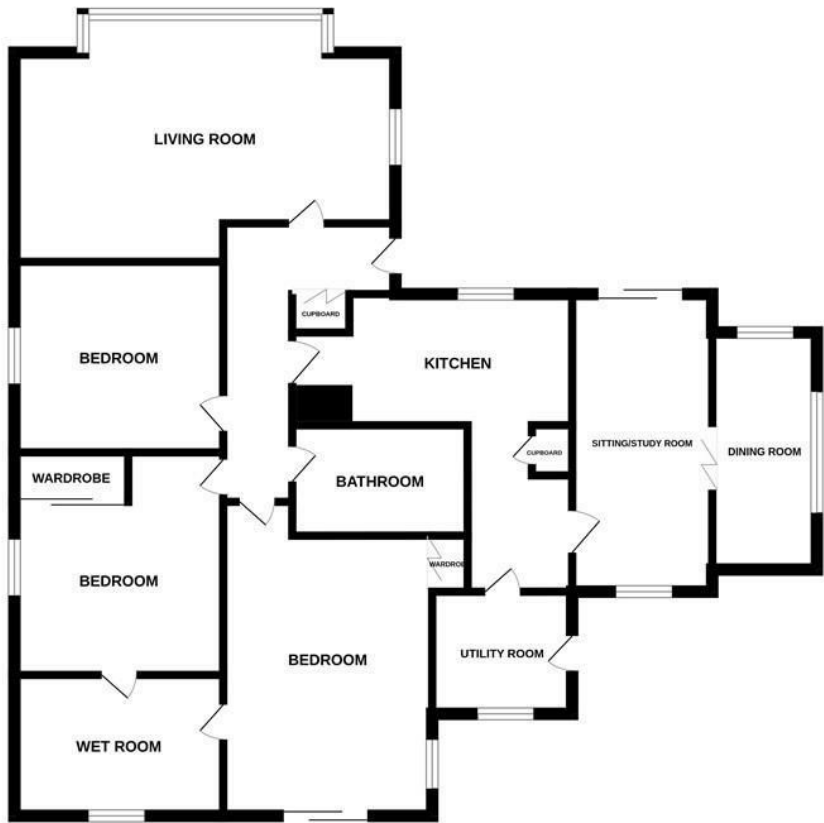 LIVING ROOM
CUPBOARD
BEDROOM
KITCHEN
SITTING/STUDY ROOM
DINING ROOM
CUPBOARD
WARDROBE
BATHROOM
WARDROBE
BEDROOM
BEDROOM
UTILITY ROOM
WET ROOM